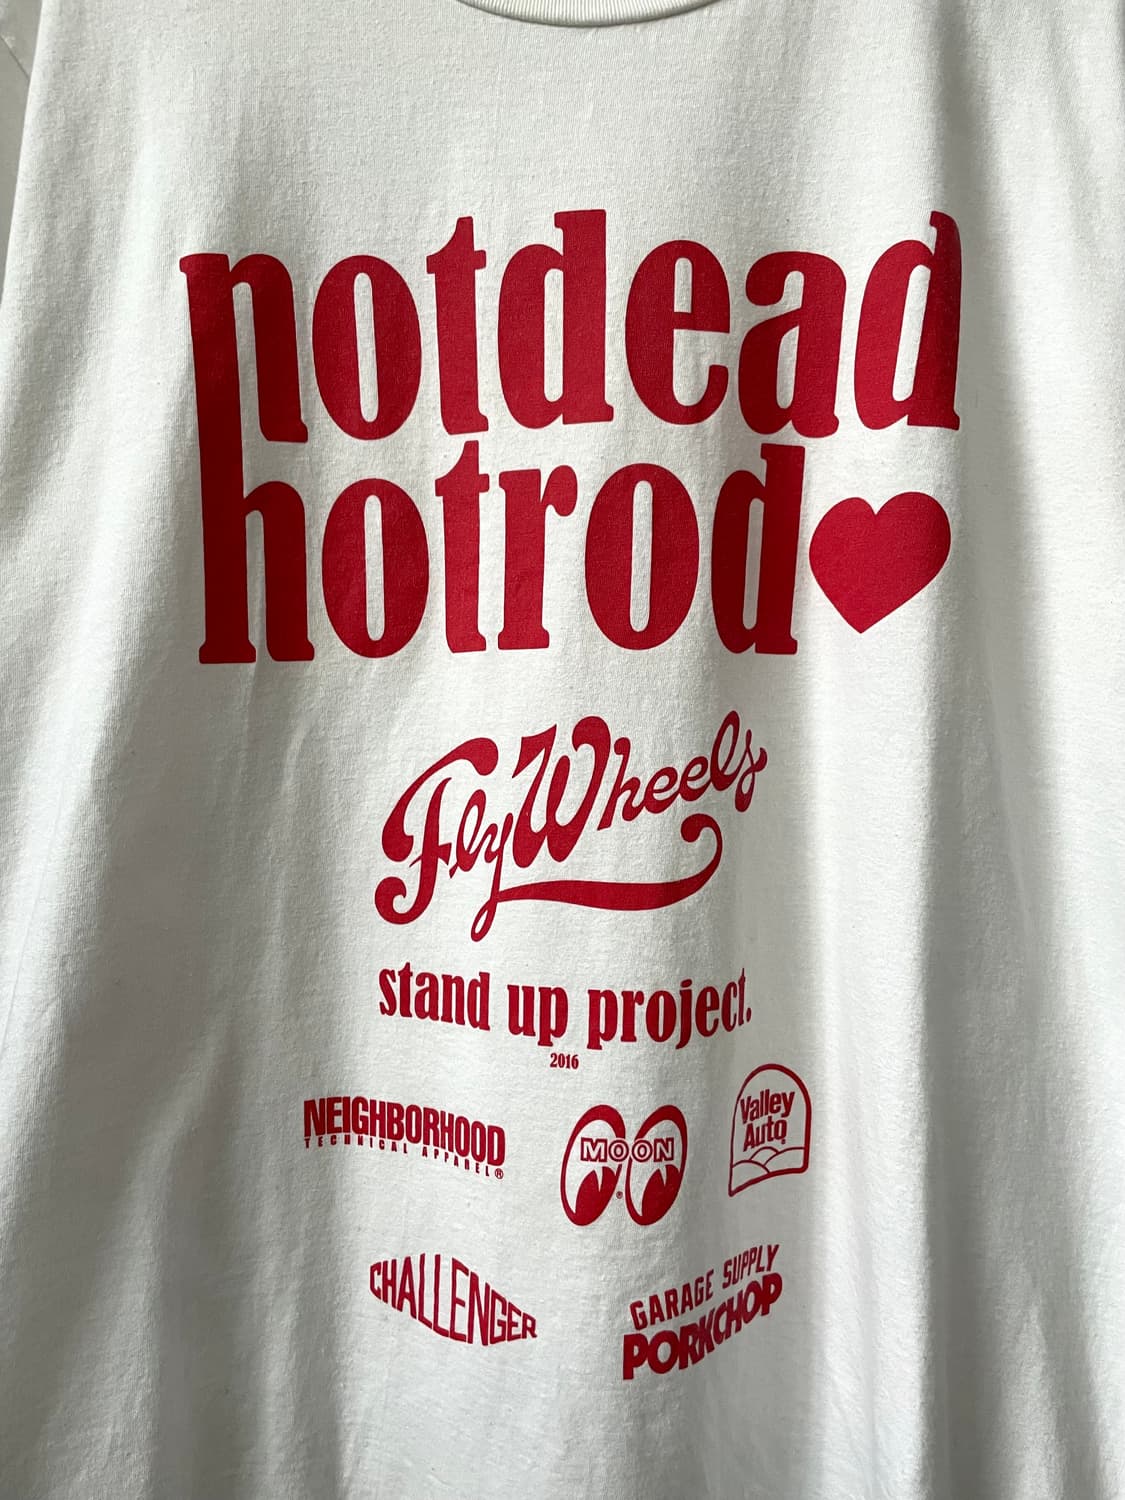 notdead
hotrod
FlyWheels
stand up project.
2016
NEIGHBORHOOD
TECHNICAL APPAREL®
MOON
®
Valley
Auto
CHALLENGER
GARAGE SUPPLY
PORKCHOP